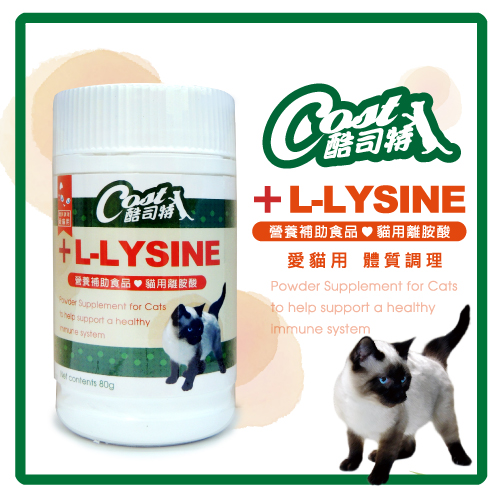 Cost
酷司特
+ L-LYSINE
營養補助食品♥貓用離胺酸
Powder Supplement for Cats
to help support a healthy
immune system
Net contents 80g
Cost
酷司特
+ L-LYSINE
營養補助食品♥貓用離胺酸
愛貓用 體質調理
Powder Supplement for Cats
to help support a healthy
Immune system